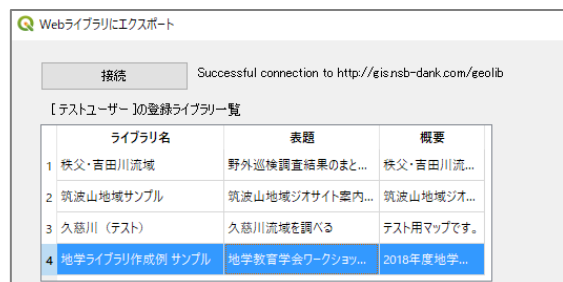 Webライブラリにエクスポート
接続 Successful connection to http://gis.nsb-dank.com/geolib
[ テストユーザー ]の登録ライブラリ一覧
ライブラリ名 表題 概要
1 秩父・吉田川流域 野外巡検調査結果のまと... 秩父・吉田川流...
2 筑波山地域サンプル 筑波山地域ジオサイト案内... 筑波山地域ジオ...
3 久慈川（テスト） 久慈川流域を調べる テスト用マップです。
4 地学ライブラリ作成例 サンプル 地学教育学会ワークショッ... 2018年度地学...